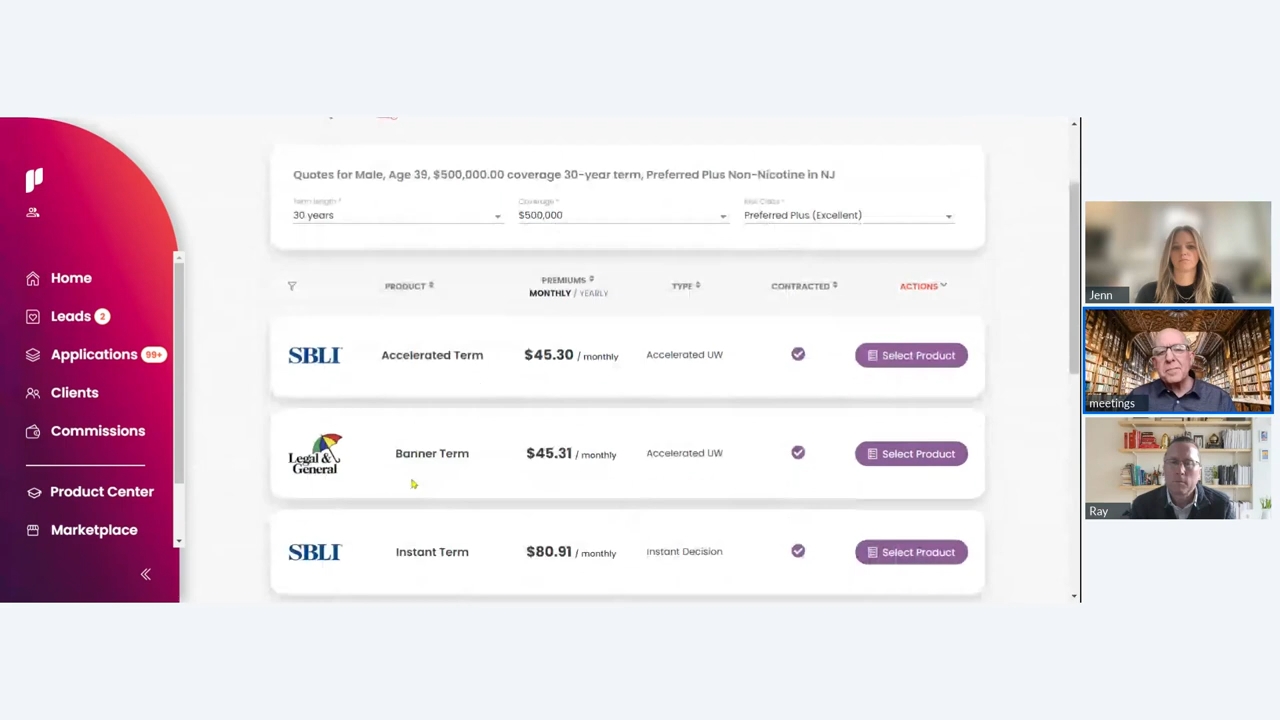 Quotes for Male, Age 39, $500,000.00 coverage 30-year term, Preferred Plus Non-Nicotine in NJ
Term length *
Coverage *
30 years
$500,000
Preferred Plus (Excellent)
PRODUCT
PREMIUMS
MONTHLY / YEARLY
TYPE
CONTRACTED
ACTIONS
SBLI
Accelerated Term
$45.30 / monthly
Accelerated UW
Select Product
Legal &
General
Banner Term
$45.31 / monthly
Accelerated UW
Select Product
SBLI
Instant Term
$80.91 / monthly
Instant Decision
Select Product
Home
Leads 2
Applications 99+
Clients
Commissions
Product Center
Marketplace
Jenn
meetings
Ray